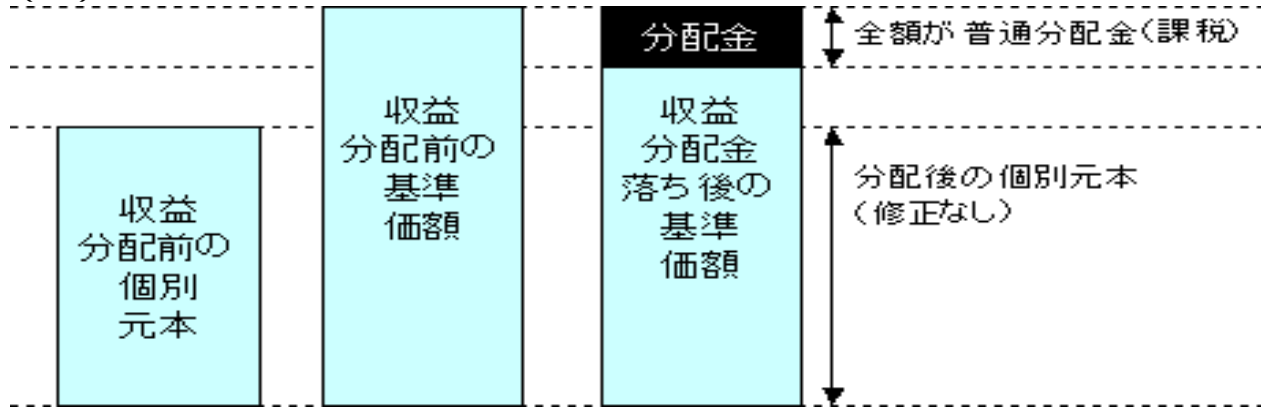 収益
分配前の
個別
元本
収益
分配前の
基準
価額
分配金
収益
分配金
落ち後の
基準
価額
全額が普通分配金(課税)
分配後の個別元本
(修正なし)